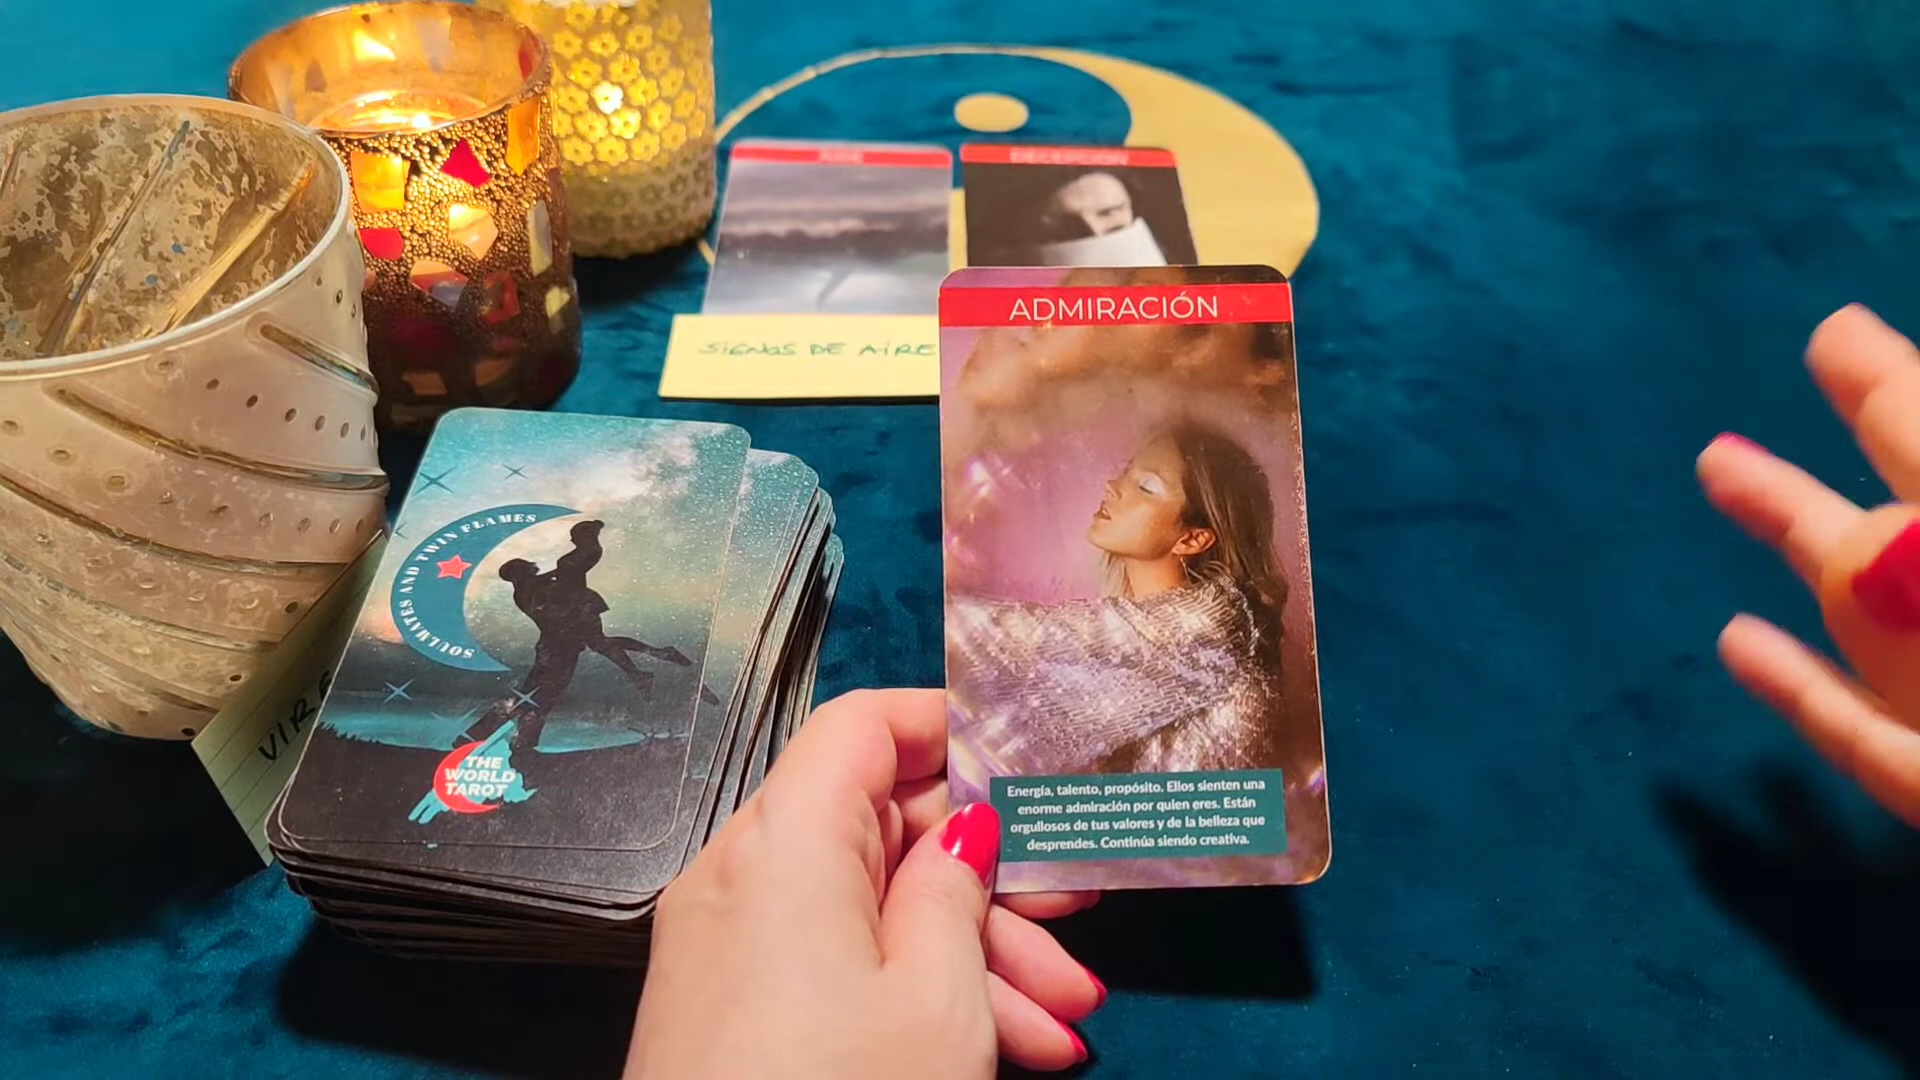 DECEPCIÓN
SIGNOS DE AIRE
ADMIRACIÓN
Energía, talento, propósito. Ellos sienten una
enorme admiración por quien eres. Están
orgullosos de tus valores y de la belleza que
desprendes. Continúa siendo creativa.
SOULMATES AND TWIN FLAMES
THE
WORLD
TAROT